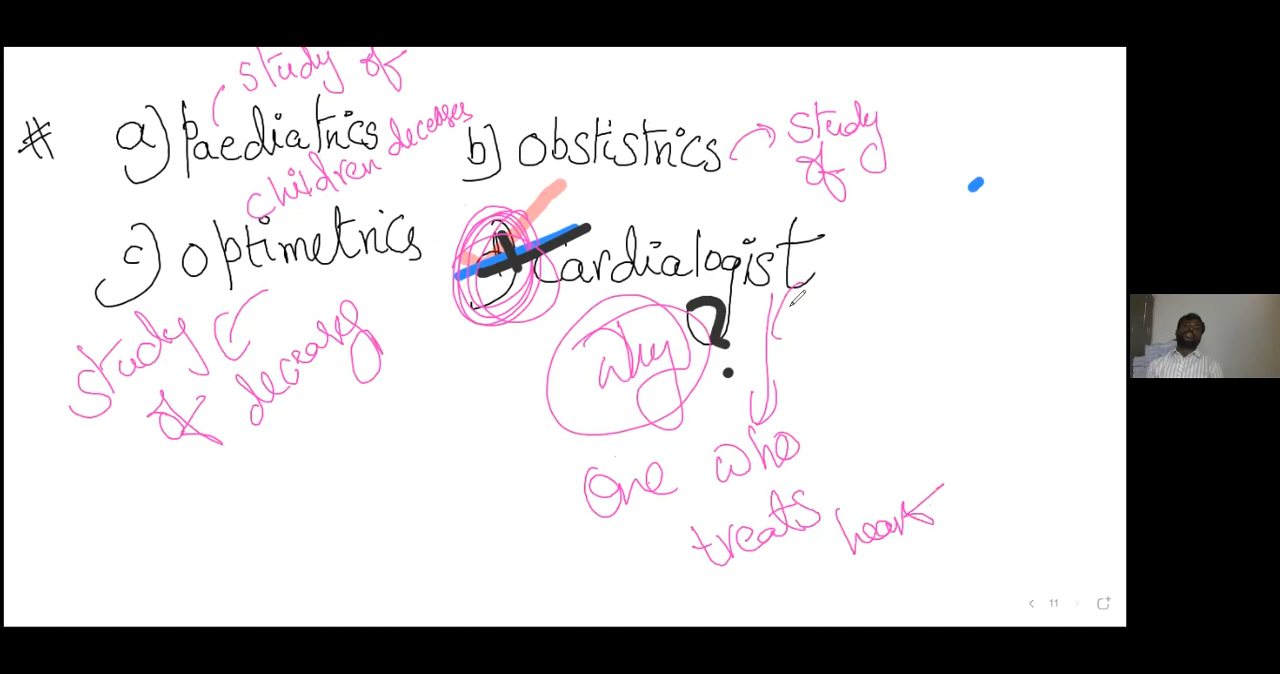 study of
# a) paediatrics
children deceases
b) obstistrics
study
of
c) optimetrics
d) cardialogist
study
of deceases
why ?
one who
treats heart
11